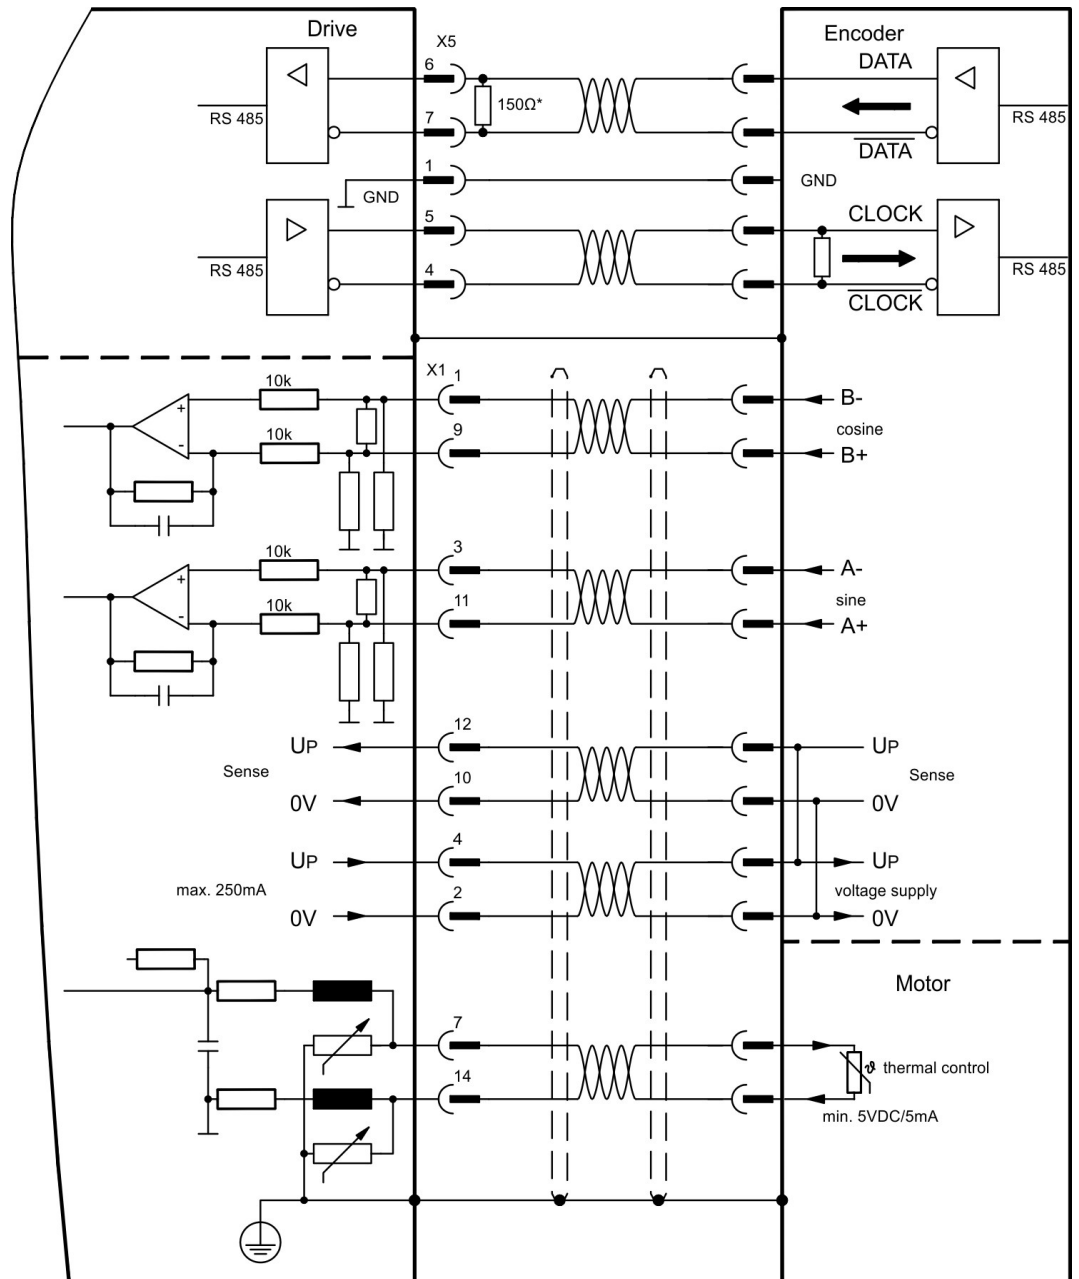 Drive
Encoder
X5
6
DATA
150Ω*
RS 485
RS 485
7
DATA
1
GND
GND
5
CLOCK
RS 485
RS 485
4
CLOCK
X1
1
10k
B-
cosine
10k
9
B+
3
10k
A-
sine
10k
11
A+
12
UP
UP
Sense
Sense
10
0V
0V
4
UP
UP
max. 250mA
voltage supply
2
0V
0V
Motor
7
ϑ thermal control
14
min. 5VDC/5mA
+
-
+
-